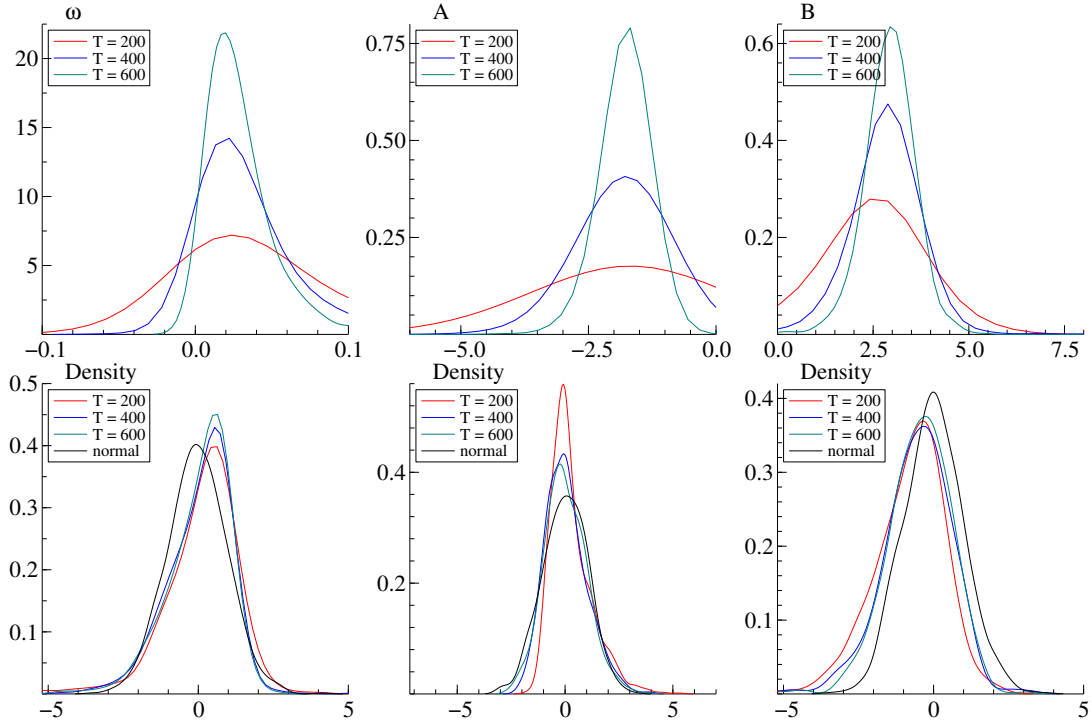 ω
T = 200
T = 400
T = 600
20
15
10
5
−0.1 0.0 0.1
A
T = 200
T = 400
T = 600
0.75
0.50
0.25
−5.0 −2.5 0.0
B
T = 200
T = 400
T = 600
0.6
0.4
0.2
0.0 2.5 5.0 7.5
Density
T = 200
T = 400
T = 600
normal
0.5
0.4
0.3
0.2
0.1
−5 0 5
Density
T = 200
T = 400
T = 600
normal
0.4
0.2
−5 0 5
Density
T = 200
T = 400
T = 600
normal
0.4
0.3
0.2
0.1
−5 0 5